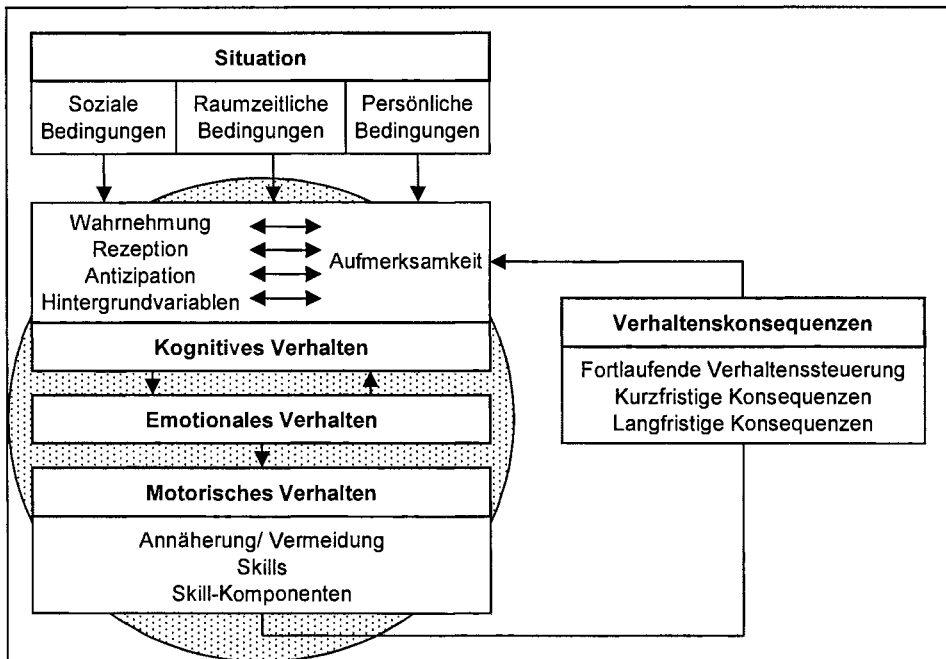 Situation
Soziale
Bedingungen
Raumzeitliche
Bedingungen
Persönliche
Bedingungen
Wahrnehmung
Rezeption
Antizipation
Hintergrundvariablen
Aufmerksamkeit
Kognitives Verhalten
Emotionales Verhalten
Motorisches Verhalten
Annäherung/ Vermeidung
Skills
Skill-Komponenten
Verhaltenskonsequenzen
Fortlaufende Verhaltenssteuerung
Kurzfristige Konsequenzen
Langfristige Konsequenzen